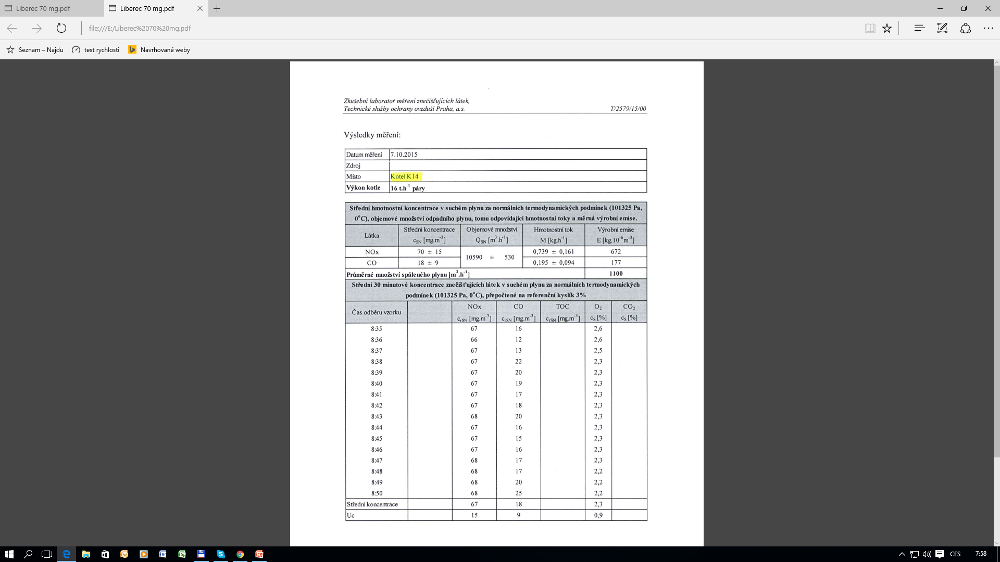 Liberec 70 mg.pdf
Liberec 70 mg.pdf
file:///E:/Liberec%2070%20mg.pdf
Seznam – Najdu test rychlosti Navrhované weby
Zkušební laboratoř měření znečišťujících látek,
Technické služby ochrany ovzduší Praha, a.s. T/2579/15/00
Výsledky měření:
Datum měření 7.10.2015
Zdroj
Místo Kotel K14
Výkon kotle 16 t.h⁻¹ páry
Střední hmotnostní koncentrace v suchém plynu za normálních termodynamických podmínek (101325 Pa,
0°C), objemové množství odpadního plynu, tomu odpovídající hmotnostní toky a měrná výrobní emise.
Látka Střední koncentrace Objemové množství Hmotnostní tok Výrobní emise
cSN [mg.m⁻³] QSN [m³.h⁻¹] M [kg.h⁻¹] E [kg.10⁻⁶m⁻³]
NOx 70 ± 15 10590 ± 530 0,739 ± 0,161 672
CO 18 ± 9 0,195 ± 0,094 177
Průměrné množství spáleného plynu [m³.h⁻¹] 1100
Střední 30 minutové koncentrace znečišťujících látek v suchém plynu za normálních termodynamických
podmínek (101325 Pa, 0°C), přepočtené na referenční kyslík 3%
Čas odběru vzorku NOx CO TOC O₂ CO₂
crSN [mg.m⁻³] crSN [mg.m⁻³] crSN [mg.m⁻³] cS [%] cS [%]
8:35 67 16 2,6
8:36 66 12 2,6
8:37 67 13 2,5
8:38 67 22 2,3
8:39 67 20 2,3
8:40 67 19 2,3
8:41 67 17 2,3
8:42 67 18 2,3
8:43 68 20 2,3
8:44 67 16 2,3
8:45 67 15 2,3
8:46 67 16 2,3
8:47 68 17 2,3
8:48 68 17 2,2
8:49 68 20 2,2
8:50 68 25 2,2
Střední koncentrace 67 18 2,3
Uc 15 9 0,9
CES 7:58